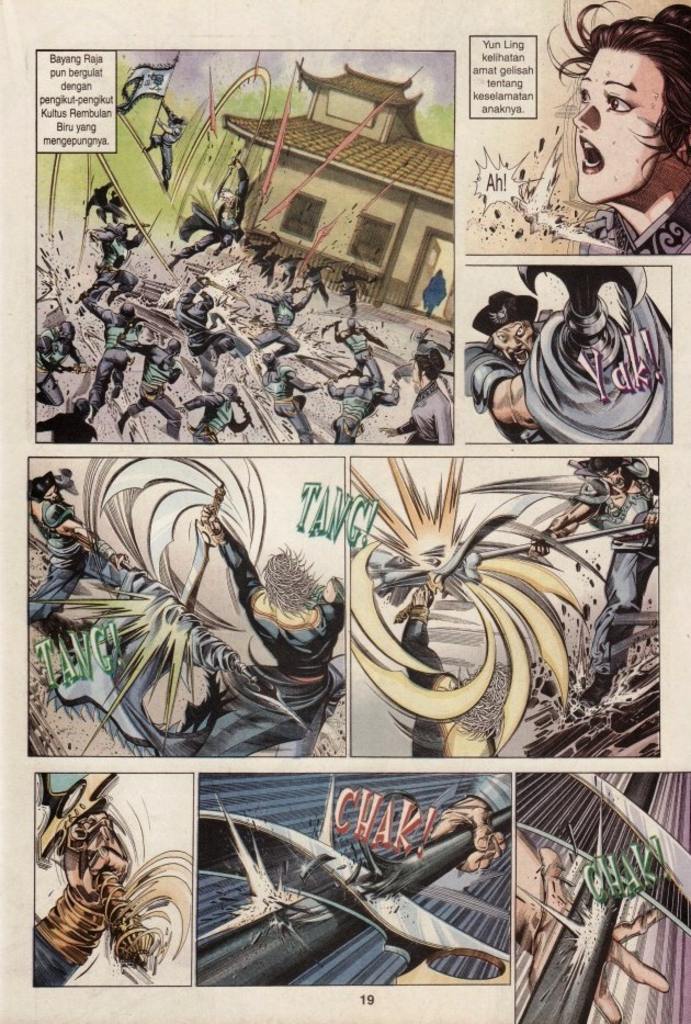 Bayang Raja
pun bergulat
dengan
pengikut-pengikut
Kultus Rembulan
Biru yang
mengepungnya.
Yun Ling
kelihatan
amat gelisah
tentang
keselamatan
anaknya.
Ah!
Yak!
TANG!
TANG!
CHAK!
CHAK!
19